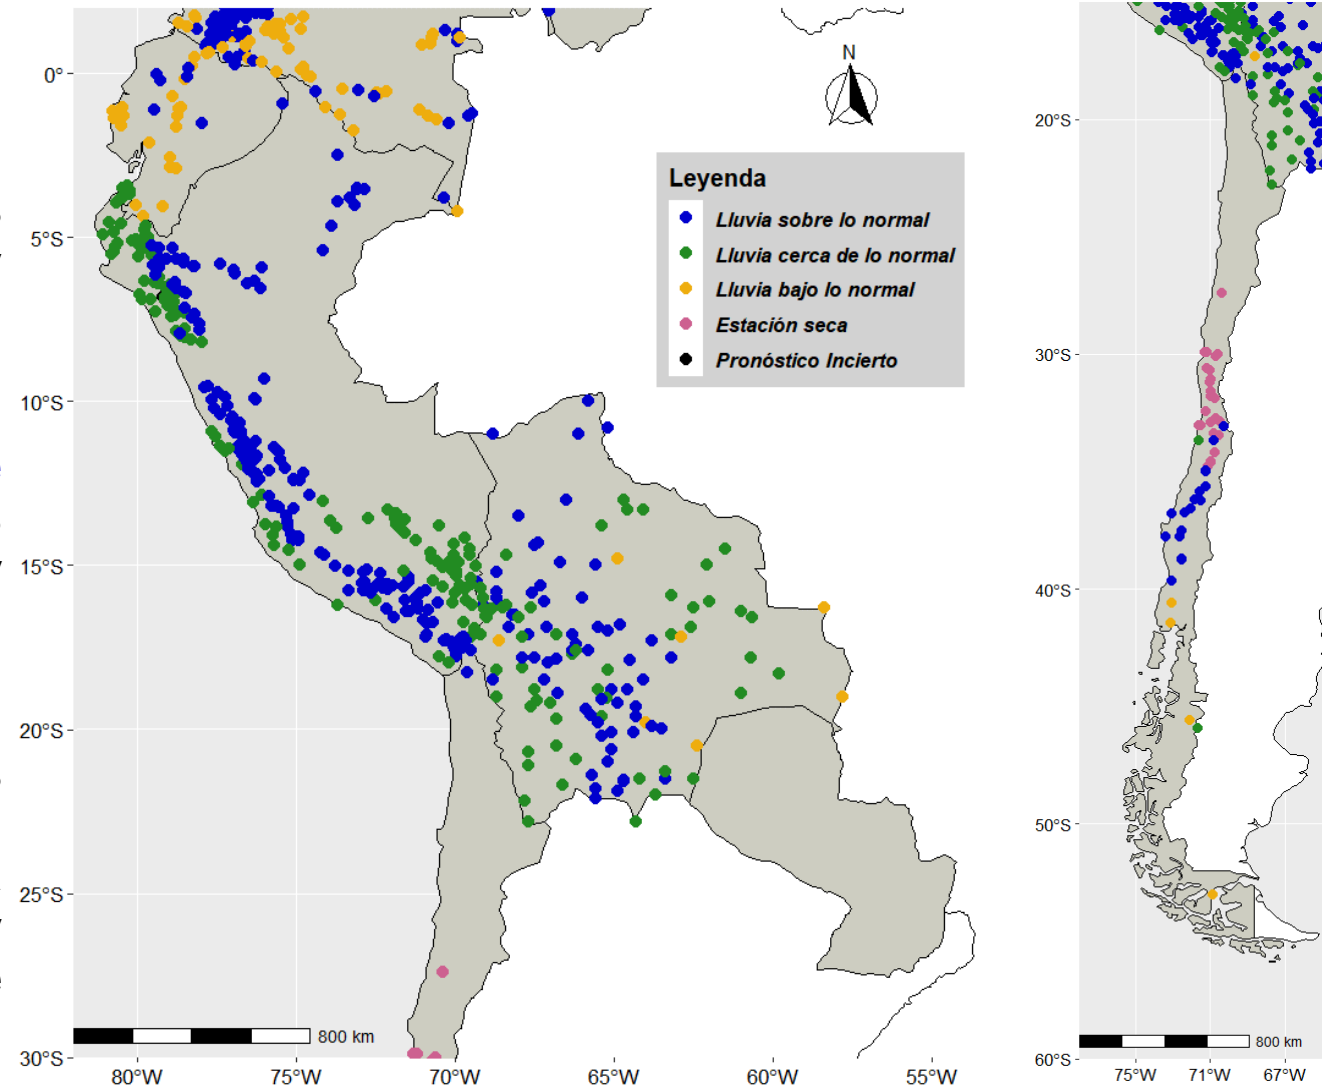 N
Leyenda
Lluvia sobre lo normal
Lluvia cerca de lo normal
Lluvia bajo lo normal
Estación seca
Pronóstico Incierto
0°
5°S
10°S
15°S
20°S
25°S
30°S
800 km
80°W
75°W
70°W
65°W
60°W
55°W
20°S
30°S
40°S
50°S
60°S
800 km
75°W
71°W
67°W